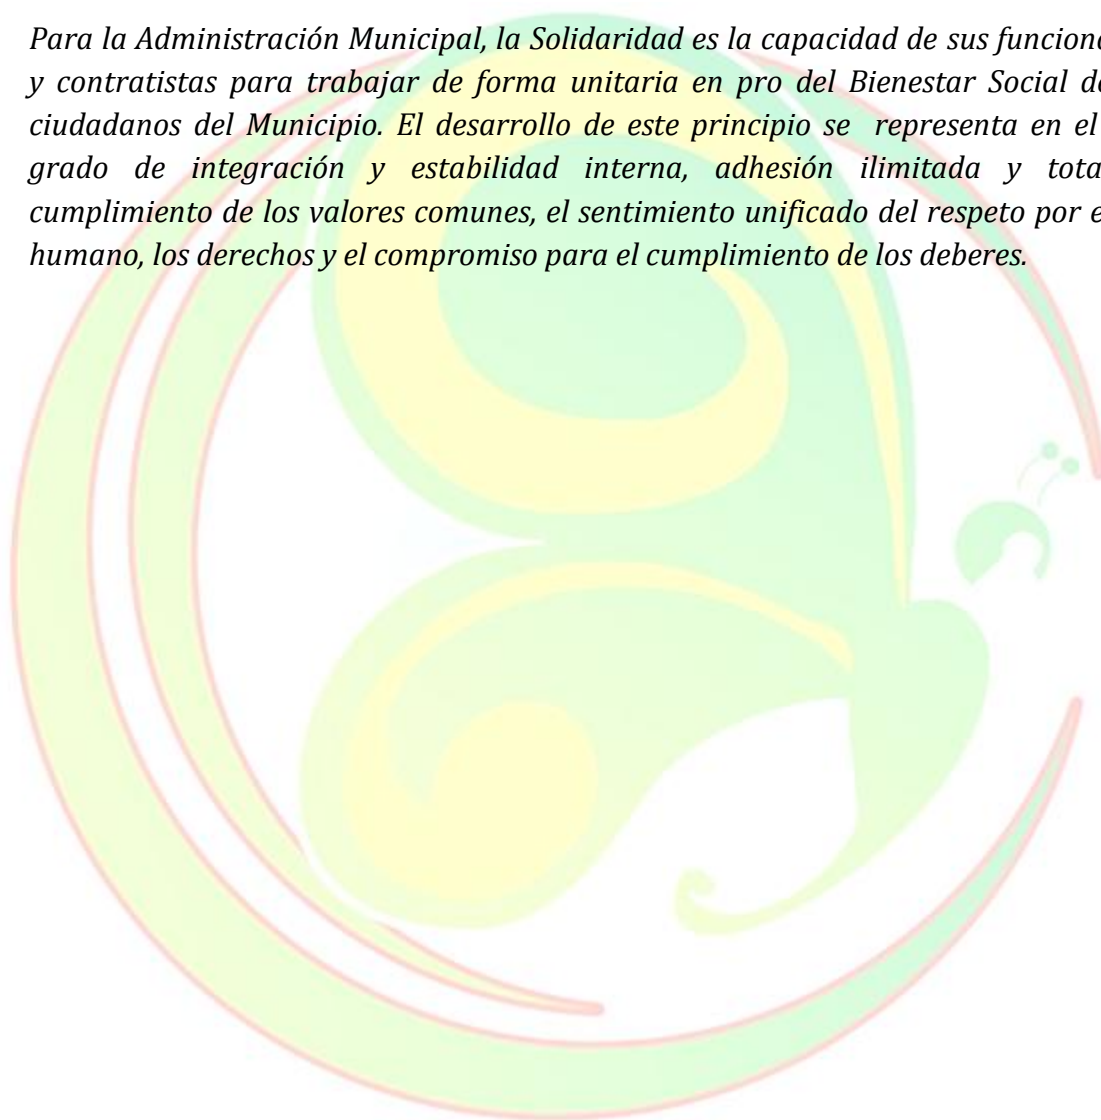 Para la Administración Municipal, la Solidaridad es la capacidad de sus funcion
y contratistas para trabajar de forma unitaria en pro del Bienestar Social d
ciudadanos del Municipio. El desarrollo de este principio se representa en el
grado de integración y estabilidad interna, adhesión ilimitada y tota
cumplimiento de los valores comunes, el sentimiento unificado del respeto por e
humano, los derechos y el compromiso para el cumplimiento de los deberes.